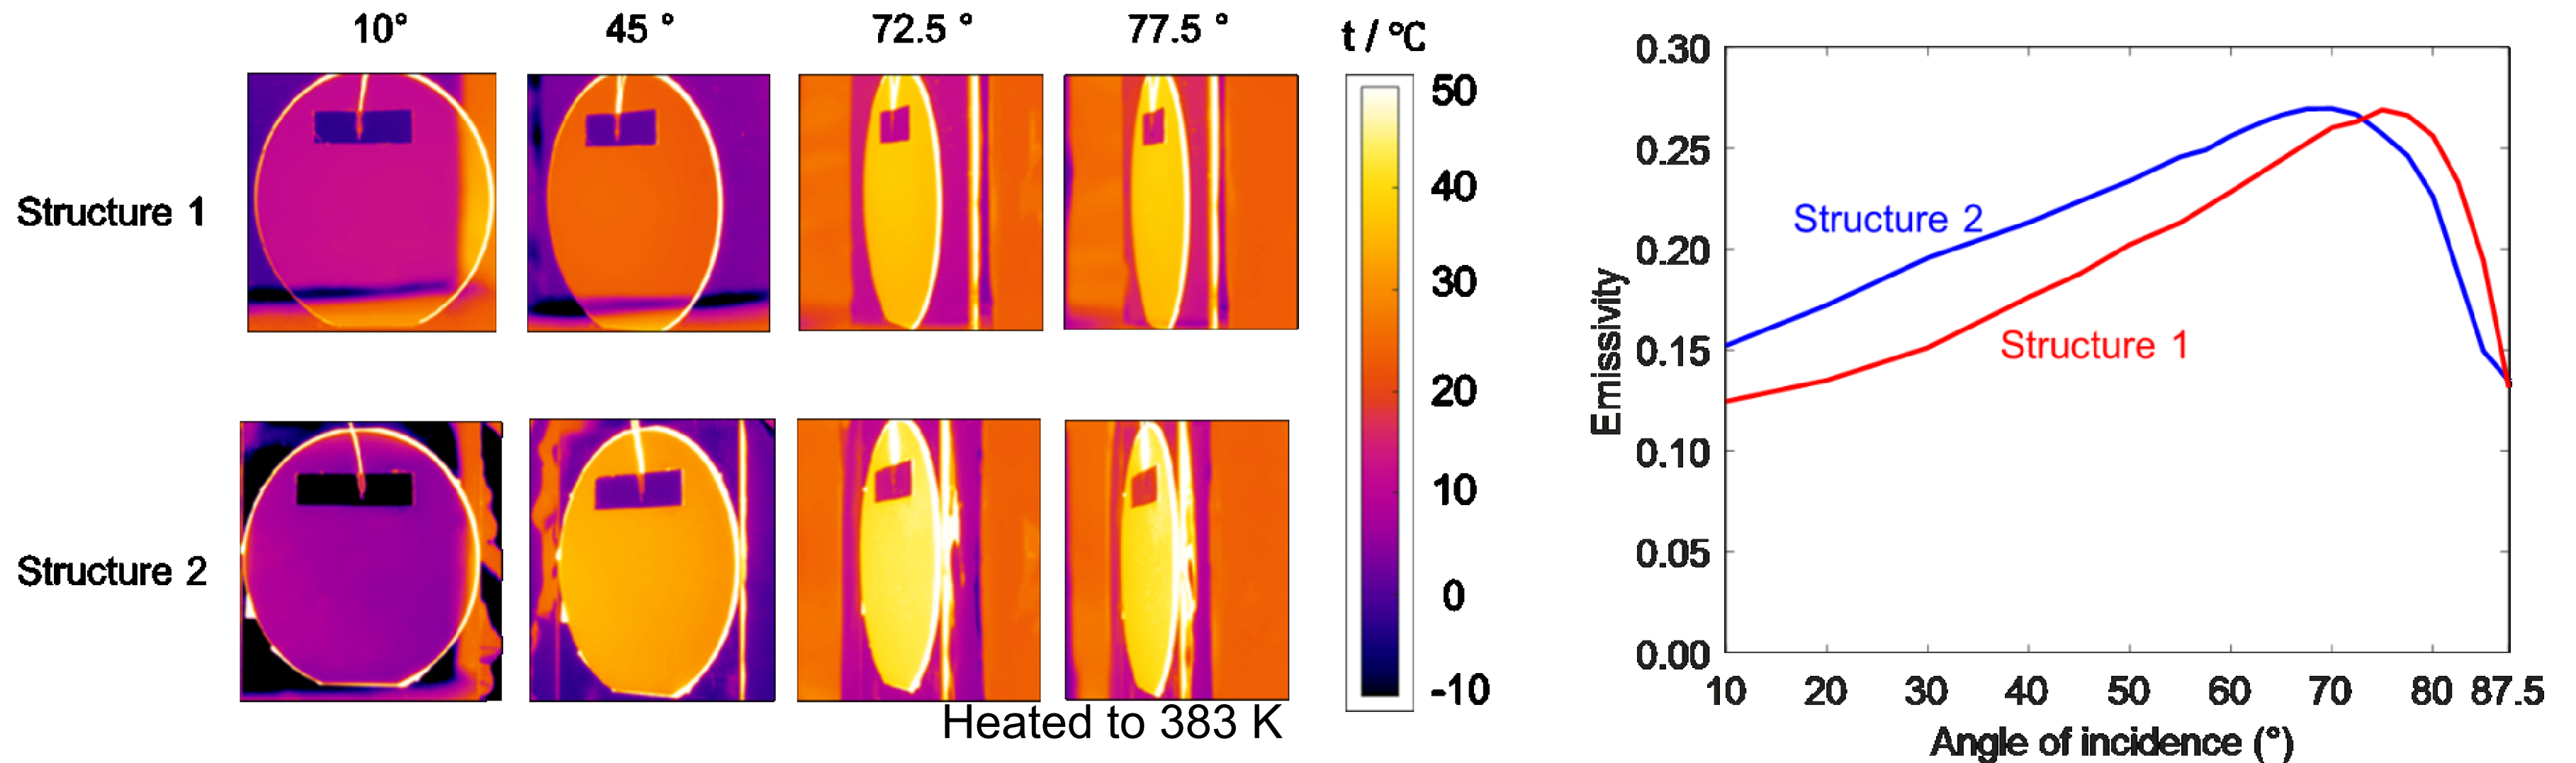 10° 45 ° 72.5 ° 77.5 ° t / °C
Structure 1
Structure 2
50
40
30
20
10
0
-10
Heated to 383 K
0.30
0.25
0.20
0.15
0.10
0.05
0.00
Emissivity
Structure 2
Structure 1
10 20 30 40 50 60 70 80 87.5
Angle of incidence (°)